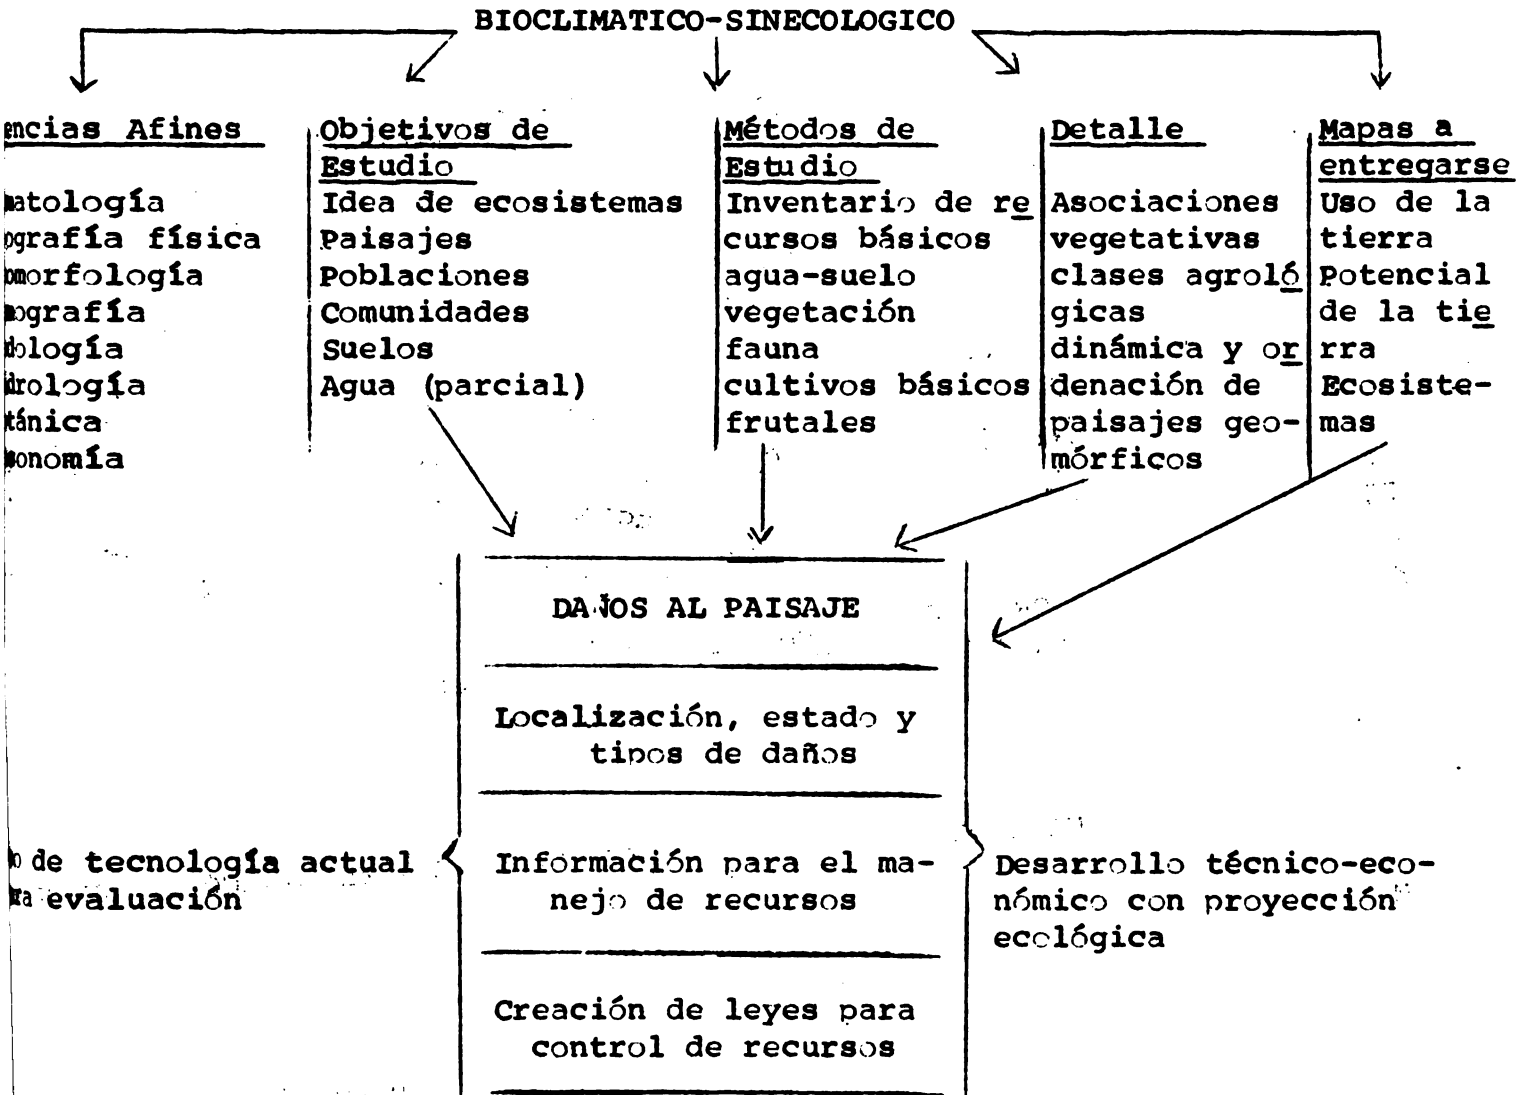 BIOCLIMATICO-SINECOLOGICO
encias Afines
matología
ografía física
omorfología
ografía
dología
drología
tánica
onomía
Objetivos de
Estudio
Idea de ecosistemas
Paisajes
Poblaciones
Comunidades
Suelos
Agua (parcial)
Métodos de
Estudio
Inventario de re
cursos básicos
agua-suelo
vegetación
fauna
cultivos básicos
frutales
Detalle
Asociaciones
vegetativas
clases agroló
gicas
dinámica y or
denación de
paisajes geo-
mórficos
Mapas a
entregarse
Uso de la
tierra
Potencial
de la tie
rra
Ecosiste-
mas
DAÑOS AL PAISAJE
Localización, estado y
tipos de daños
Información para el ma-
nejo de recursos
Creación de leyes para
control de recursos
de tecnología actual
evaluación
Desarrollo técnico-eco-
nómico con proyección
ecológica